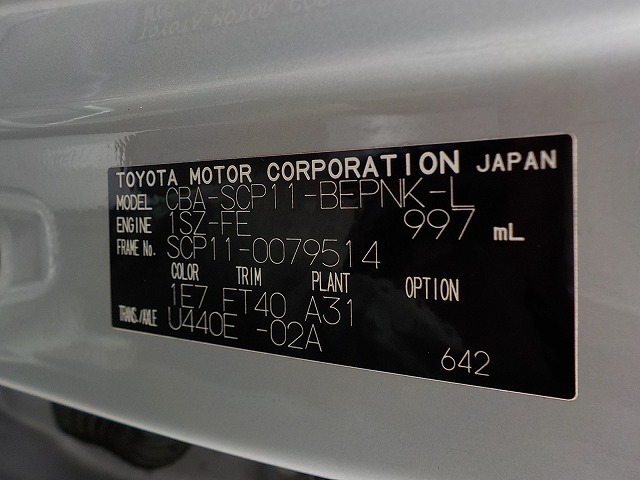 TOYOTA MOTOR CORPORATION JAPAN
MODEL CBA-SCP11-BEPNK-L
ENGINE 1SZ-FE 997 mL
FRAME No. SCP11-0079514
COLOR TRIM PLANT OPTION
1E7 FT40 A31
TRANS./AXLE U440E -02A
642